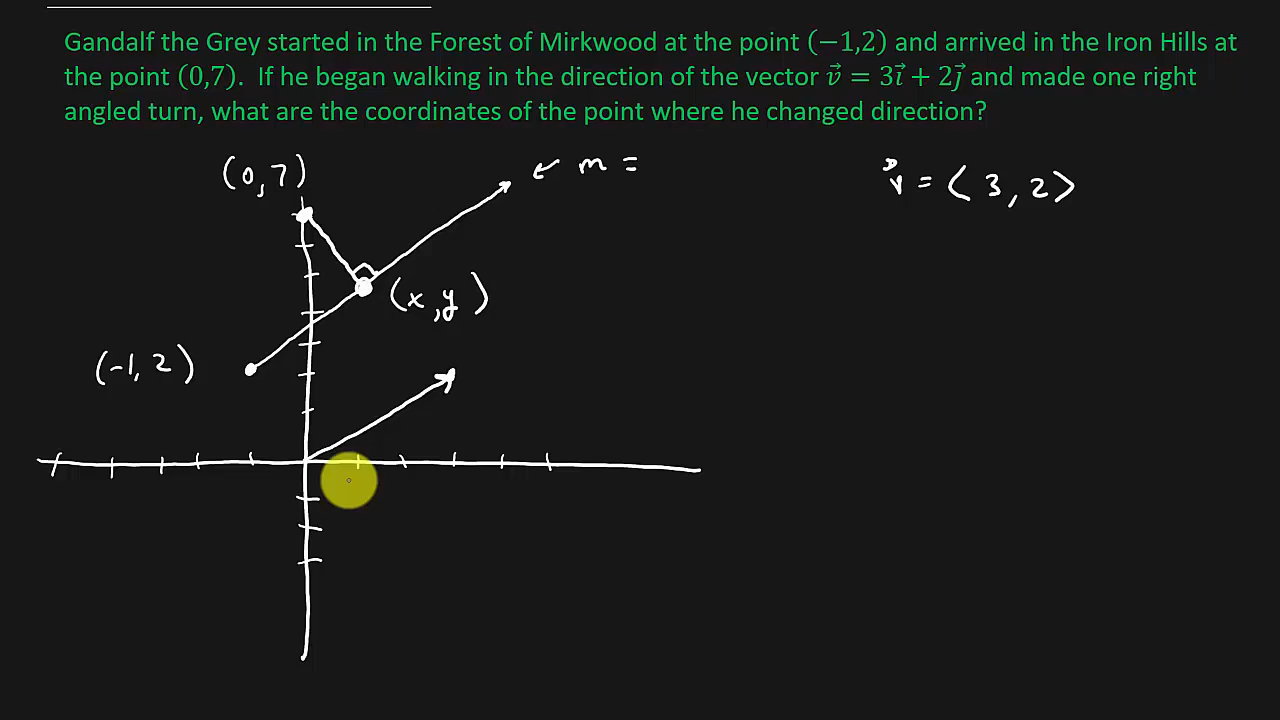 Gandalf the Grey started in the Forest of Mirkwood at the point (−1,2) and arrived in the Iron Hills at
the point (0,7). If he began walking in the direction of the vector v⃗ = 3i⃗ + 2j⃗ and made one right
angled turn, what are the coordinates of the point where he changed direction?
(0,7)
m =
v⃗ = ⟨3,2⟩
(x,y)
(-1,2)